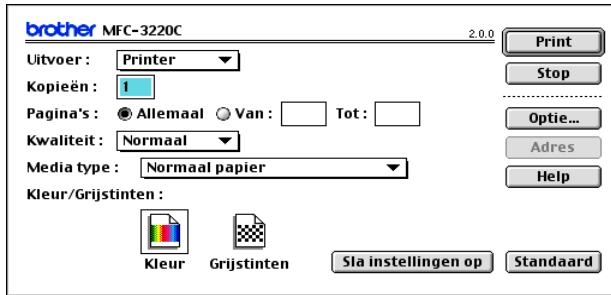 brother MFC-3220C 2.0.0 Print
Uitvoer : Printer
Stop
Kopieën : 1
Pagina's : Allemaal Van : Tot : Optie...
Kwaliteit : Normaal Adres
Media type : Normaal papier Help
Kleur/Grijstinten :
Kleur Grijstinten Sla instellingen op Standaard